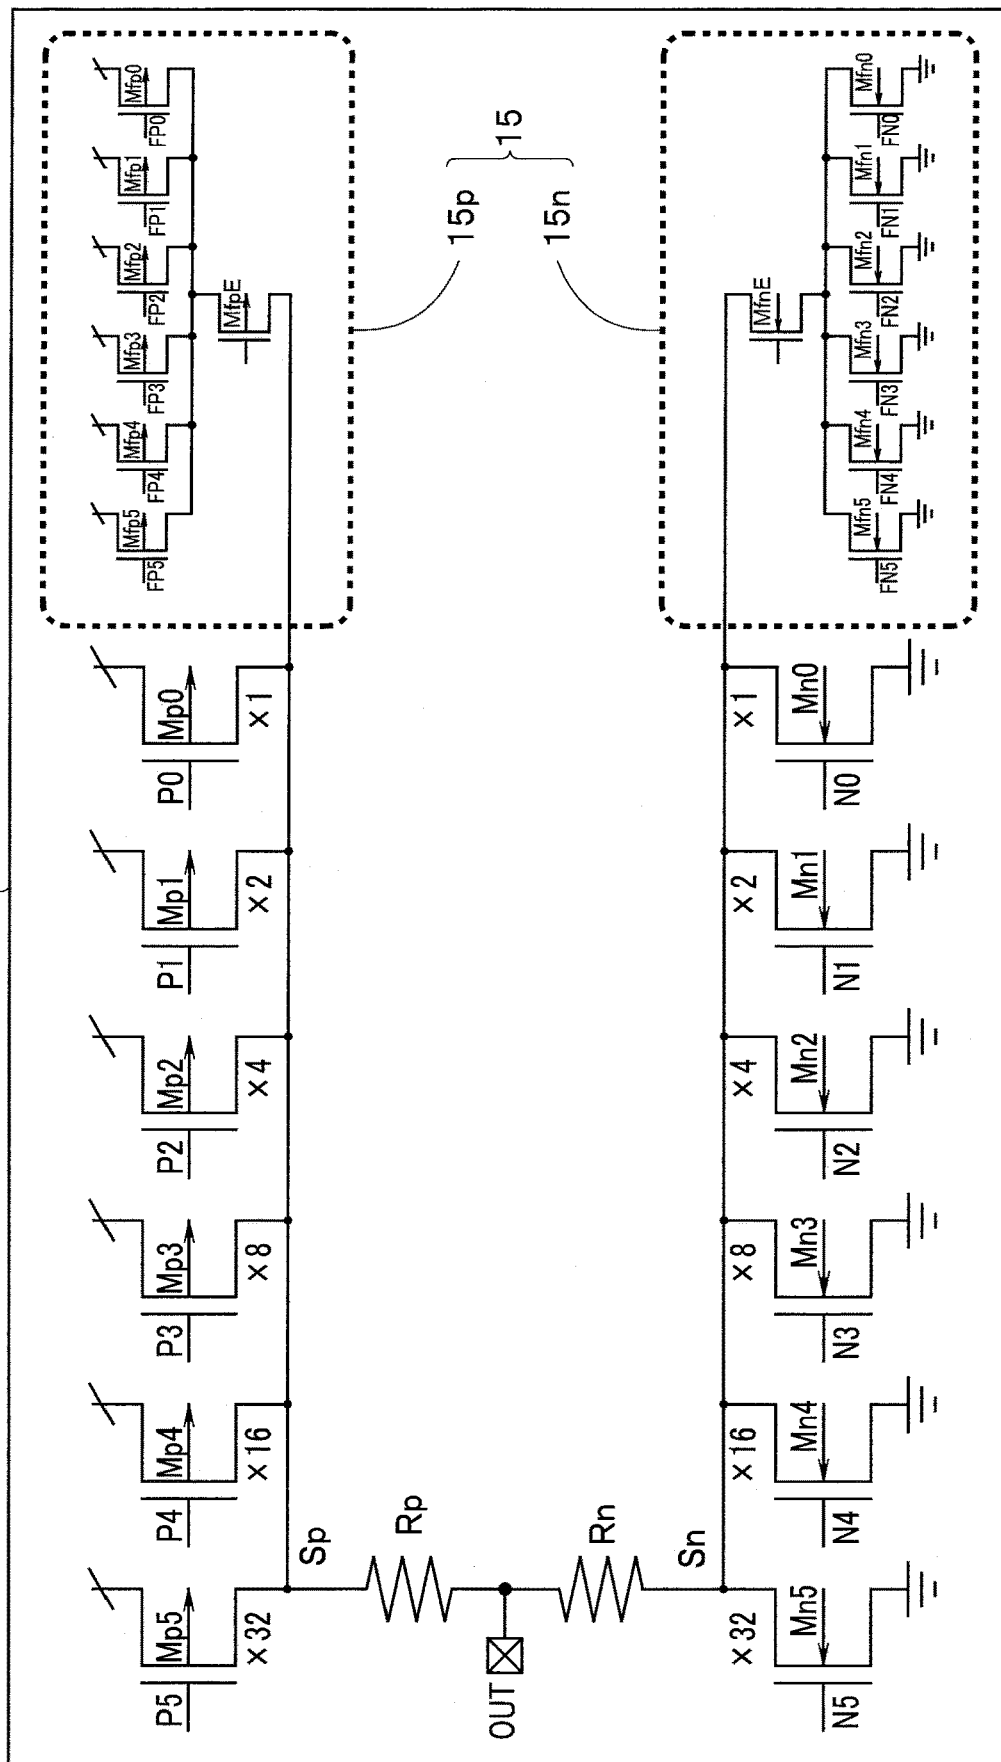 Mfp5
FP5
Mfp4
FP4
Mfp3
FP3
Mfp2
FP2
Mfp1
FP1
Mfp0
FP0
MfpE
P5
Mp5
×32
P4
Mp4
×16
P3
Mp3
×8
P2
Mp2
×4
P1
Mp1
×2
P0
Mp0
×1
Sp
Rp
OUT
Rn
Sn
15p
15n
15
×32
Mn5
N5
×16
Mn4
N4
×8
Mn3
N3
×4
Mn2
N2
×2
Mn1
N1
×1
Mn0
N0
MfnE
Mfn5
FN5
Mfn4
FN4
Mfn3
FN3
Mfn2
FN2
Mfn1
FN1
Mfn0
FN0